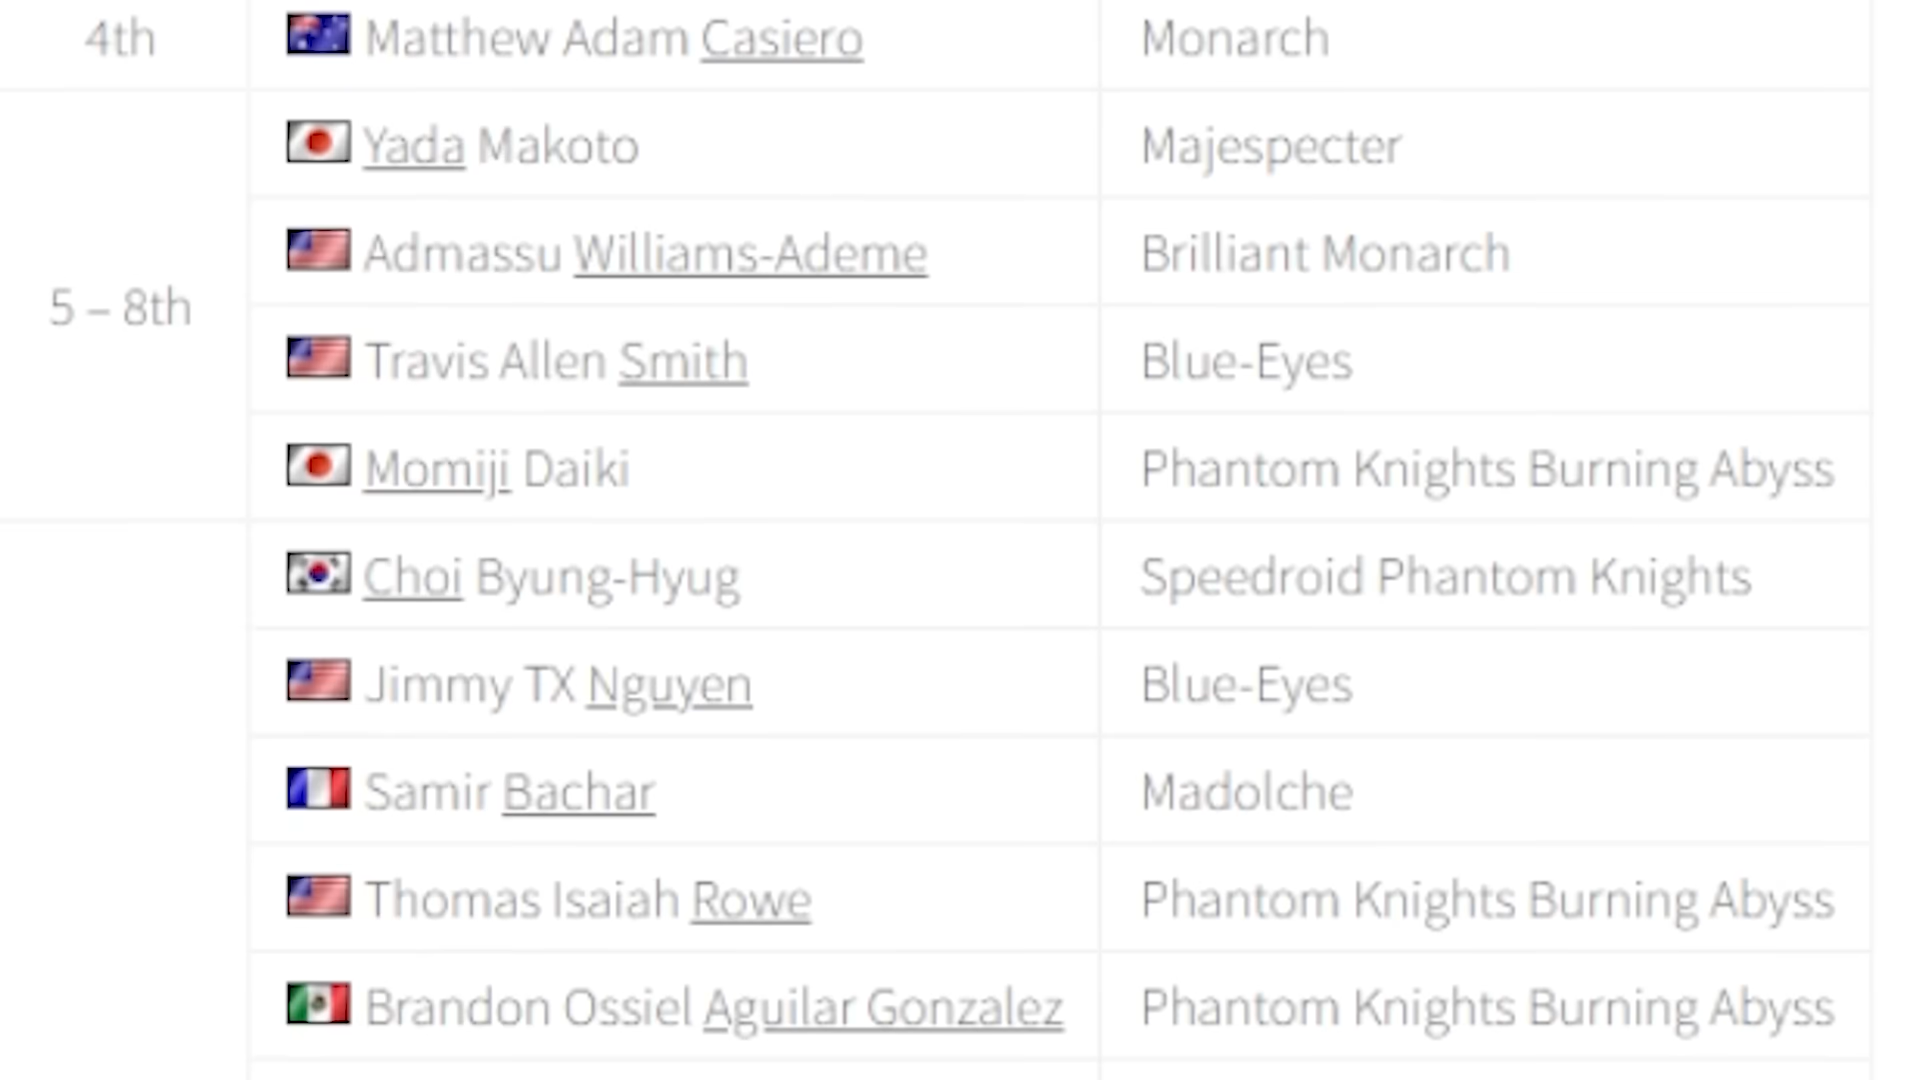 4th Matthew Adam Casiero Monarch
Yada Makoto Majespecter
Admassu Williams-Ademe Brilliant Monarch
5 – 8th
Travis Allen Smith Blue-Eyes
Momiji Daiki Phantom Knights Burning Abyss
Choi Byung-Hyug Speedroid Phantom Knights
Jimmy TX Nguyen Blue-Eyes
Samir Bachar Madolche
Thomas Isaiah Rowe Phantom Knights Burning Abyss
Brandon Ossiel Aguilar Gonzalez Phantom Knights Burning Abyss